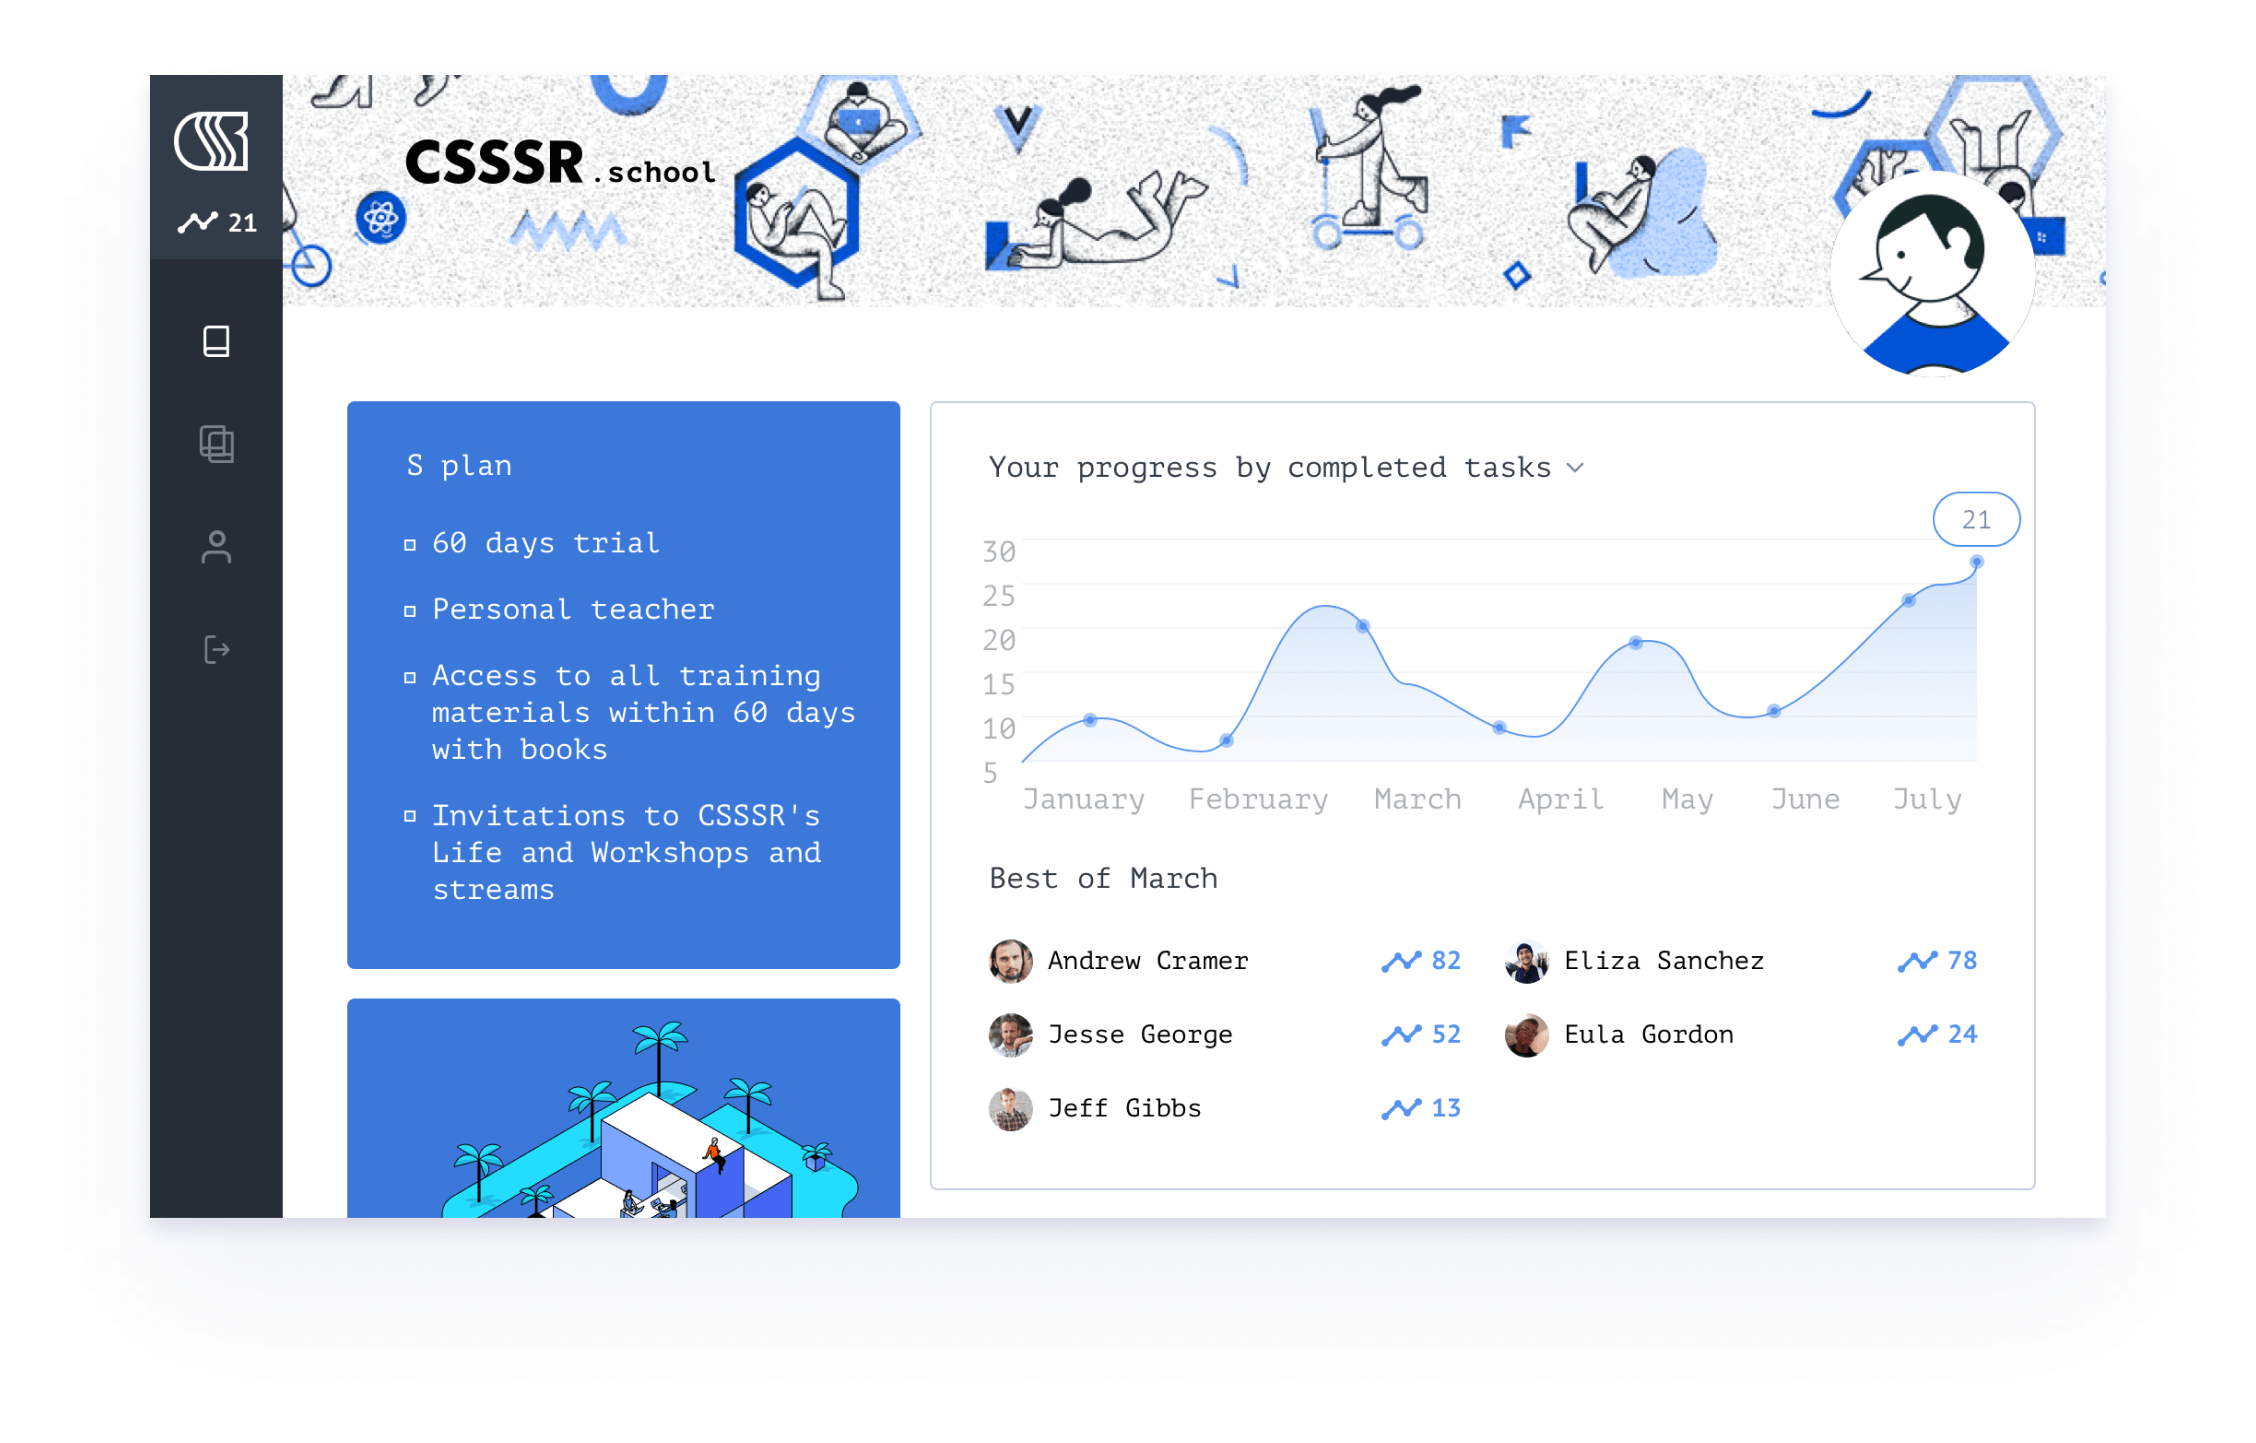 CSSSR.school
21
S plan
60 days trial
Personal teacher
Access to all training
materials within 60 days
with books
Invitations to CSSSR's
Life and Workshops and
streams
Your progress by completed tasks
21
30
25
20
15
10
5
January February March April May June July
Best of March
Andrew Cramer 82 Eliza Sanchez 78
Jesse George 52 Eula Gordon 24
Jeff Gibbs 13